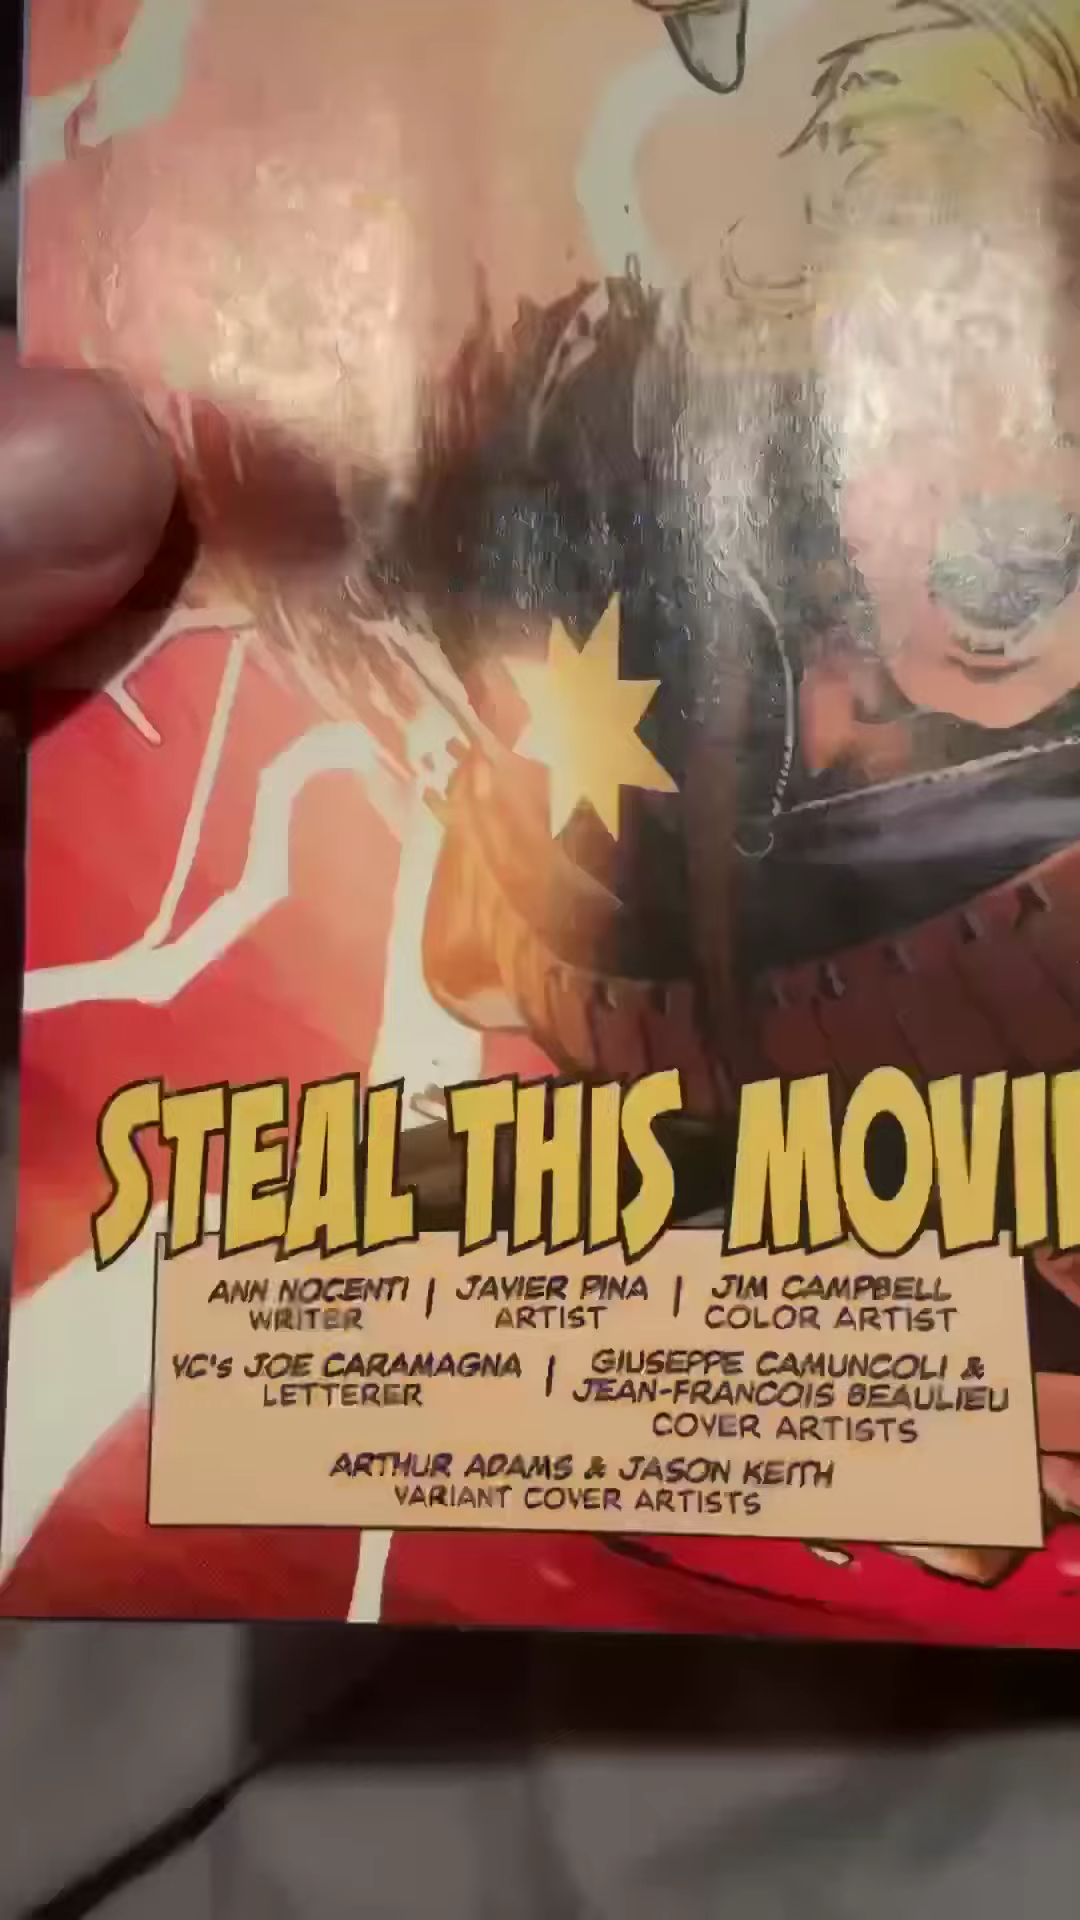 STEAL THIS MOVI
ANN NOCENTI | JAVIER PINA | JIM CAMPBELL
WRITER ARTIST COLOR ARTIST
VC's JOE CARAMAGNA | GIUSEPPE CAMUNCOLI &
LETTERER JEAN-FRANCOIS BEAULIEU
COVER ARTISTS
ARTHUR ADAMS & JASON KEITH
VARIANT COVER ARTISTS